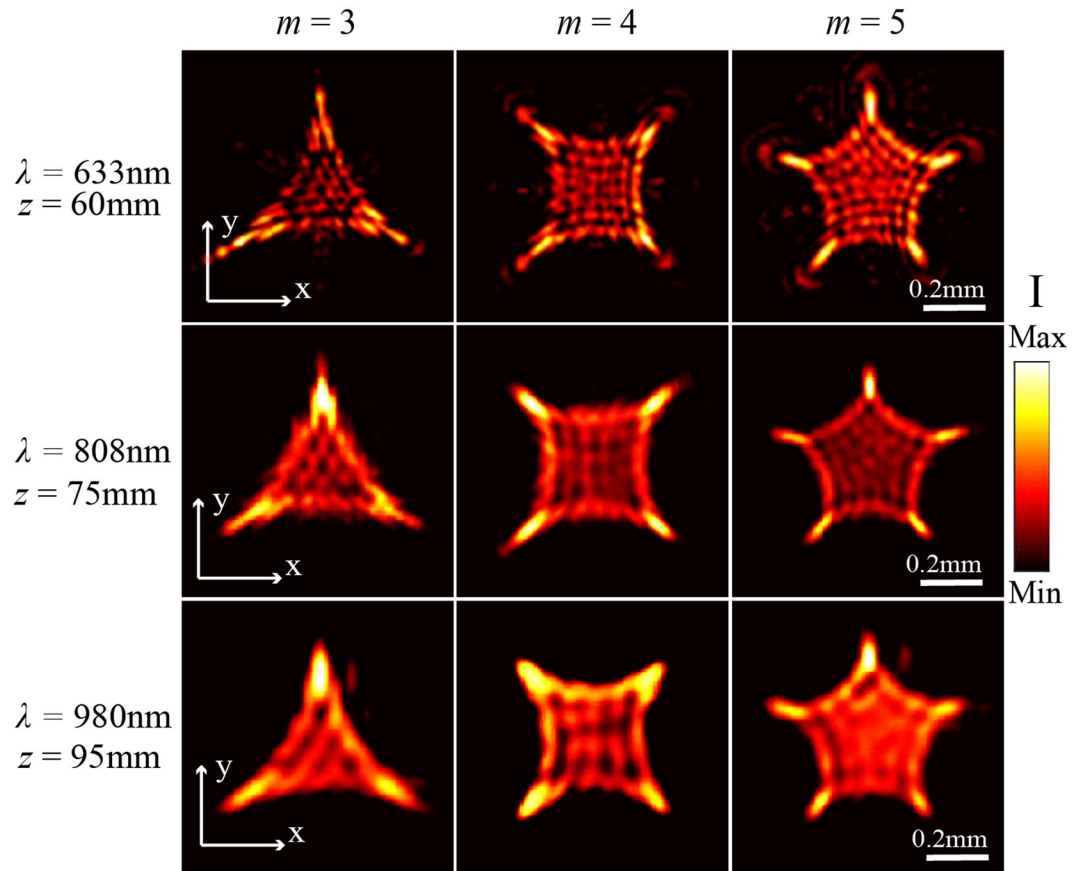 m = 3
m = 4
m = 5
λ = 633nm
z = 60mm
y
x
0.2mm
I
Max
Min
λ = 808nm
z = 75mm
y
x
0.2mm
λ = 980nm
z = 95mm
y
x
0.2mm